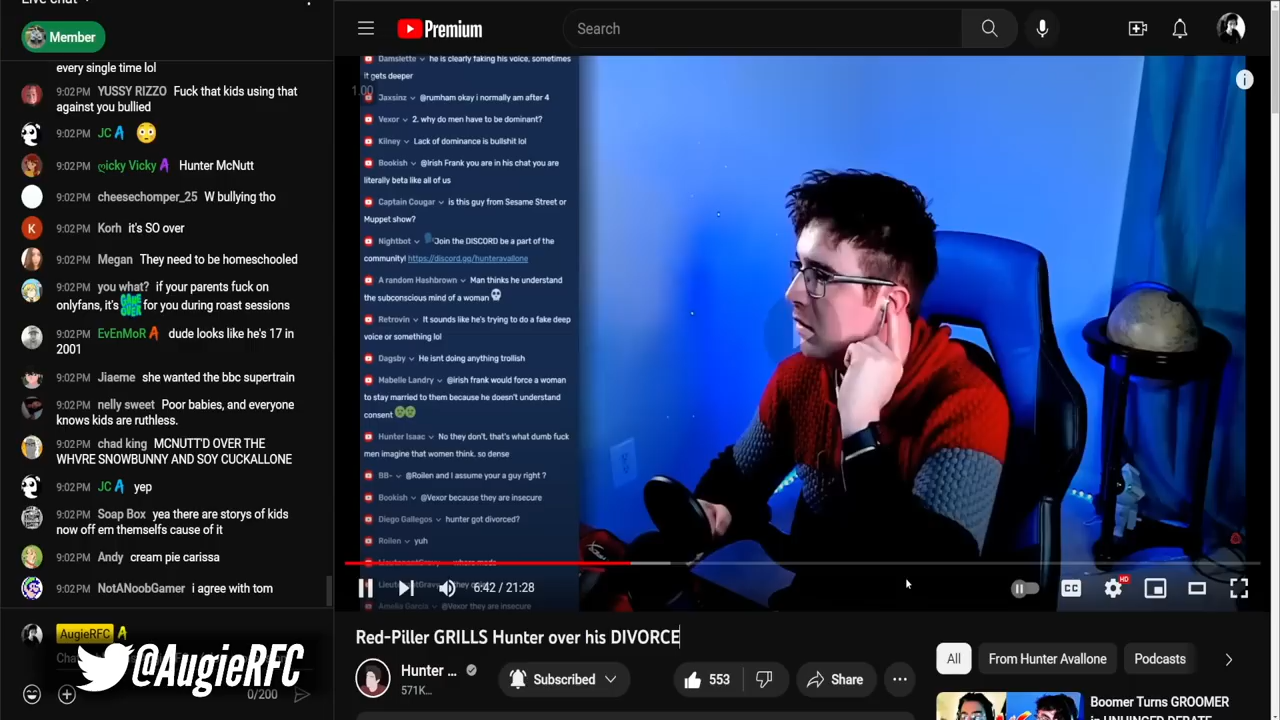 Live chat
Member
every single time lol
9:02PM YUSSY RIZZO Fuck that kids using that
against you bullied
9:02PM JC
9:02PM ღicky Vicky Hunter McNutt
9:02PM cheesechomper_25 W bullying tho
K
9:02PM Korh it's SO over
9:02PM Megan They need to be homeschooled
9:02PM you what? if your parents fuck on
onlyfans, it's GAME OVER for you during roast sessions
9:02PM EvEnMoR dude looks like he's 17 in
2001
9:02PM Jiaeme she wanted the bbc supertrain
9:02PM nelly sweet Poor babies, and everyone
knows kids are ruthless.
9:02PM chad king MCNUTT'D OVER THE
WHVRE SNOWBUNNY AND SOY CUCKALLONE
9:02PM JC yep
9:02PM Soap Box yea there are storys of kids
now off em themselfs cause of it
9:02PM Andy cream pie carissa
9:02PM NotANoobGamer i agree with tom
AugieRFC
@AugieRFC
0/200
Premium
Search
1.00
Damslette he is clearly faking his voice, sometimes
it gets deeper
Jaxsinz @rumham okay i normally am after 4
Vexor 2. why do men have to be dominant?
Kilney Lack of dominance is bullshit lol
Bookish @Irish Frank you are in his chat you are
literally beta like all of us
Captain Cougar is this guy from Sesame Street or
Muppet show?
Nightbot Join the DISCORD be a part of the
community! https://discord.gg/hunteravallone
A random Hashbrown Man thinks he understand
the subconscious mind of a woman
Retrovin It sounds like he's trying to do a fake deep
voice or something lol
Dagsby He isnt doing anything trollish
Mabelle Landry @irish frank would force a woman
to stay married to them because he doesn't understand
consent
Hunter Isaac No they don't, that's what dumb fuck
men imagine that women think. so dense
BB- @Roilen and I assume your a guy right ?
Bookish @Vexor because they are insecure
Diego Gallegos hunter got divorced?
Roilen yuh
Amelia Garcia @Vexor they are insecure
6:42 / 21:28
CC
HD
Red-Piller GRILLS Hunter over his DIVORCE
Hunter ...
571K...
Subscribed
553
Share
All
From Hunter Avallone
Podcasts
Boomer Turns GROOMER
in UNHINGED DEBATE